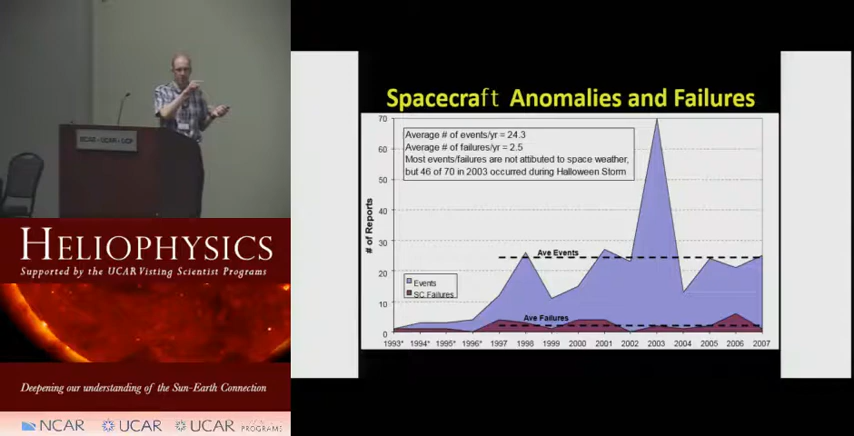 Spacecraft Anomalies and Failures
Average # of events/yr = 24.3
Average # of failures/yr = 2.5
Most events/failures are not attibuted to space weather,
but 46 of 70 in 2003 occurred during Halloween Storm
# of Reports
70
60
50
40
30
20
10
0
Ave Events
Events
SC Failures
Ave Failures
1993* 1994* 1995* 1996* 1997 1998 1999 2000 2001 2002 2003 2004 2005 2006 2007
NCAR · UCAR · UCP
HELIOPHYSICS
Supported by the UCAR Visting Scientist Programs
Deepening our understanding of the Sun-Earth Connection
NCAR UCAR UCAR PROGRAMS